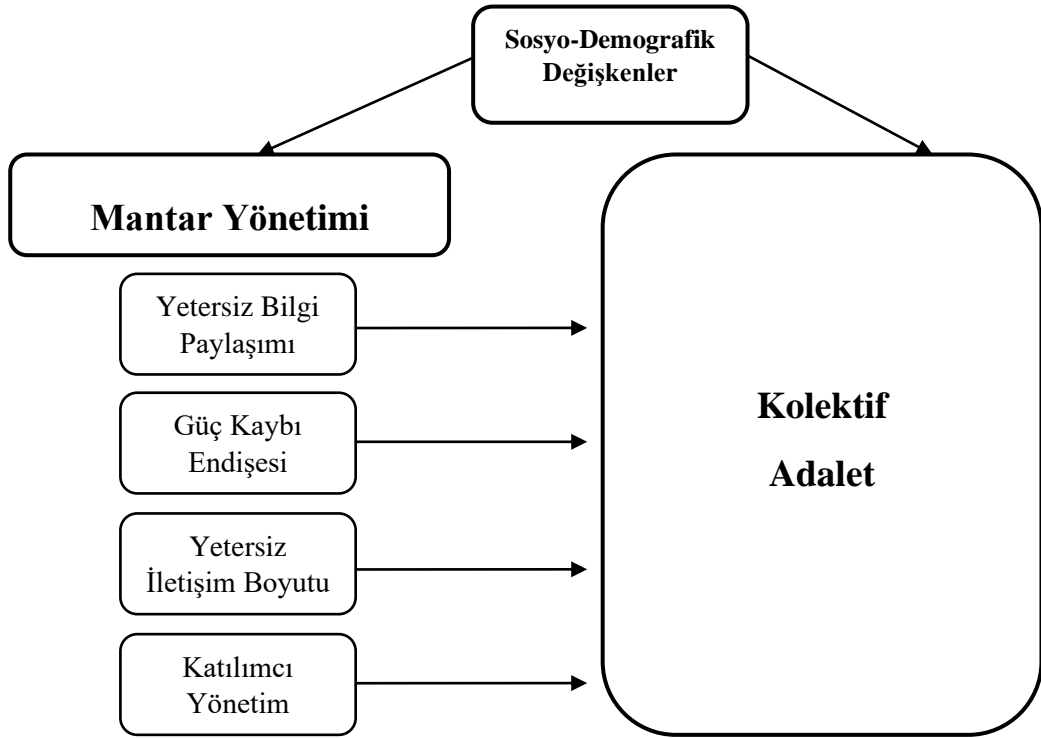 Sosyo-Demografik
Değişkenler
Mantar Yönetimi
Yetersiz Bilgi
Paylaşımı
Güç Kaybı
Endişesi
Yetersiz
İletişim Boyutu
Katılımcı
Yönetim
Kolektif
Adalet